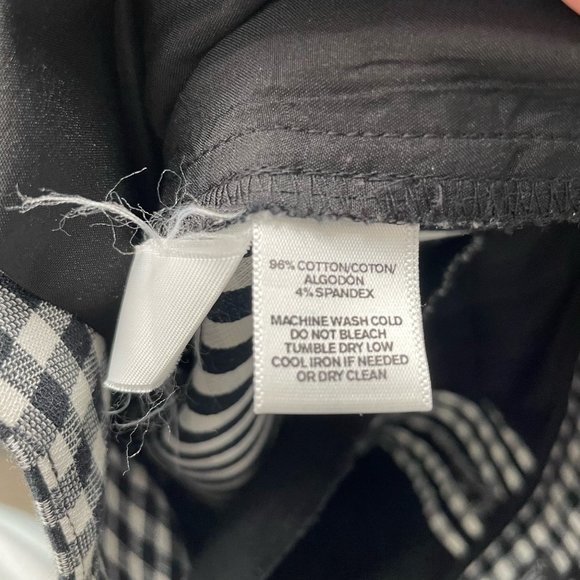 96% COTTON/COTON/
ALGODÓN
4% SPANDEX
MACHINE WASH COLD
DO NOT BLEACH
TUMBLE DRY LOW
COOL IRON IF NEEDED
OR DRY CLEAN